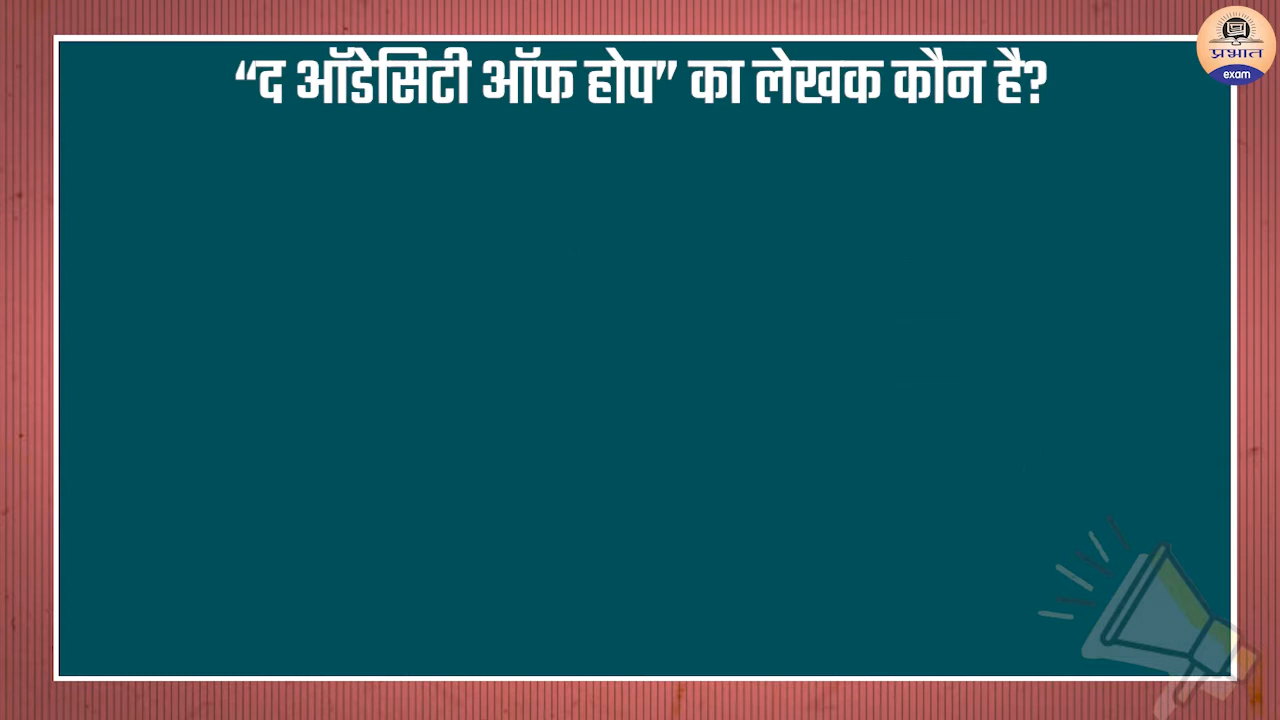 “द ऑडेसिटी ऑफ होप” का लेखक कौन है?
प्रभात
exam